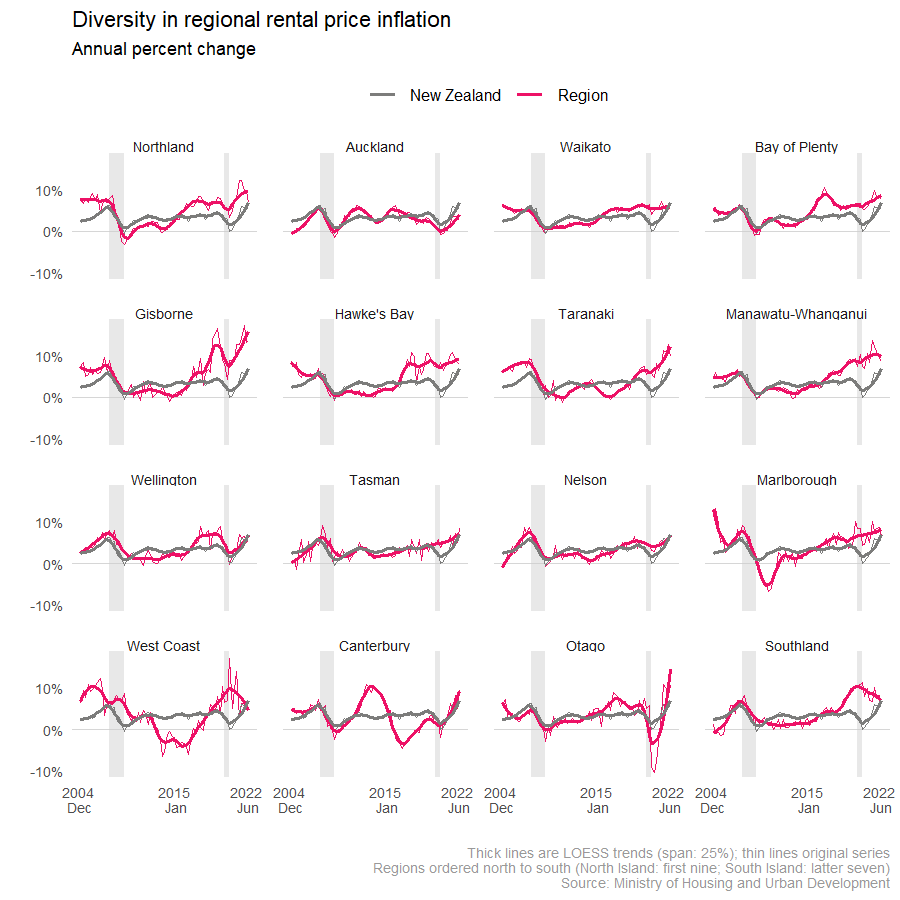 Diversity in regional rental price inflation
Annual percent change
New Zealand Region
Northland Auckland Waikato Bay of Plenty
10%
0%
-10%
Gisborne Hawke's Bay Taranaki Manawatu-Whanganui
10%
0%
-10%
Wellington Tasman Nelson Marlborough
10%
0%
-10%
West Coast Canterbury Otago Southland
10%
0%
-10%
2004 2015 2022 2004 2015 2022 2004 2015 2022 2004 2015 2022
Dec Jan Jun Dec Jan Jun Dec Jan Jun Dec Jan Jun
Thick lines are LOESS trends (span: 25%); thin lines original series
Regions ordered north to south (North Island: first nine; South Island: latter seven)
Source: Ministry of Housing and Urban Development